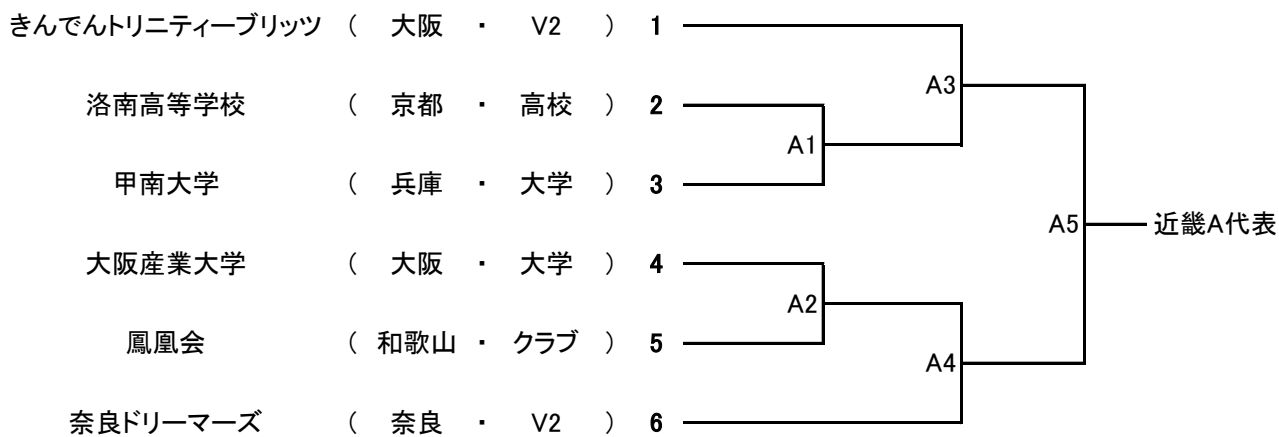 きんでんトリニティーブリッツ ( 大阪 ・ V2 ) 1
A3
洛南高等学校 ( 京都 ・ 高校 ) 2
A1
甲南大学 ( 兵庫 ・ 大学 ) 3
A5 近畿A代表
大阪産業大学 ( 大阪 ・ 大学 ) 4
A2
鳳凰会 ( 和歌山 ・ クラブ ) 5
A4
奈良ドリーマーズ ( 奈良 ・ V2 ) 6